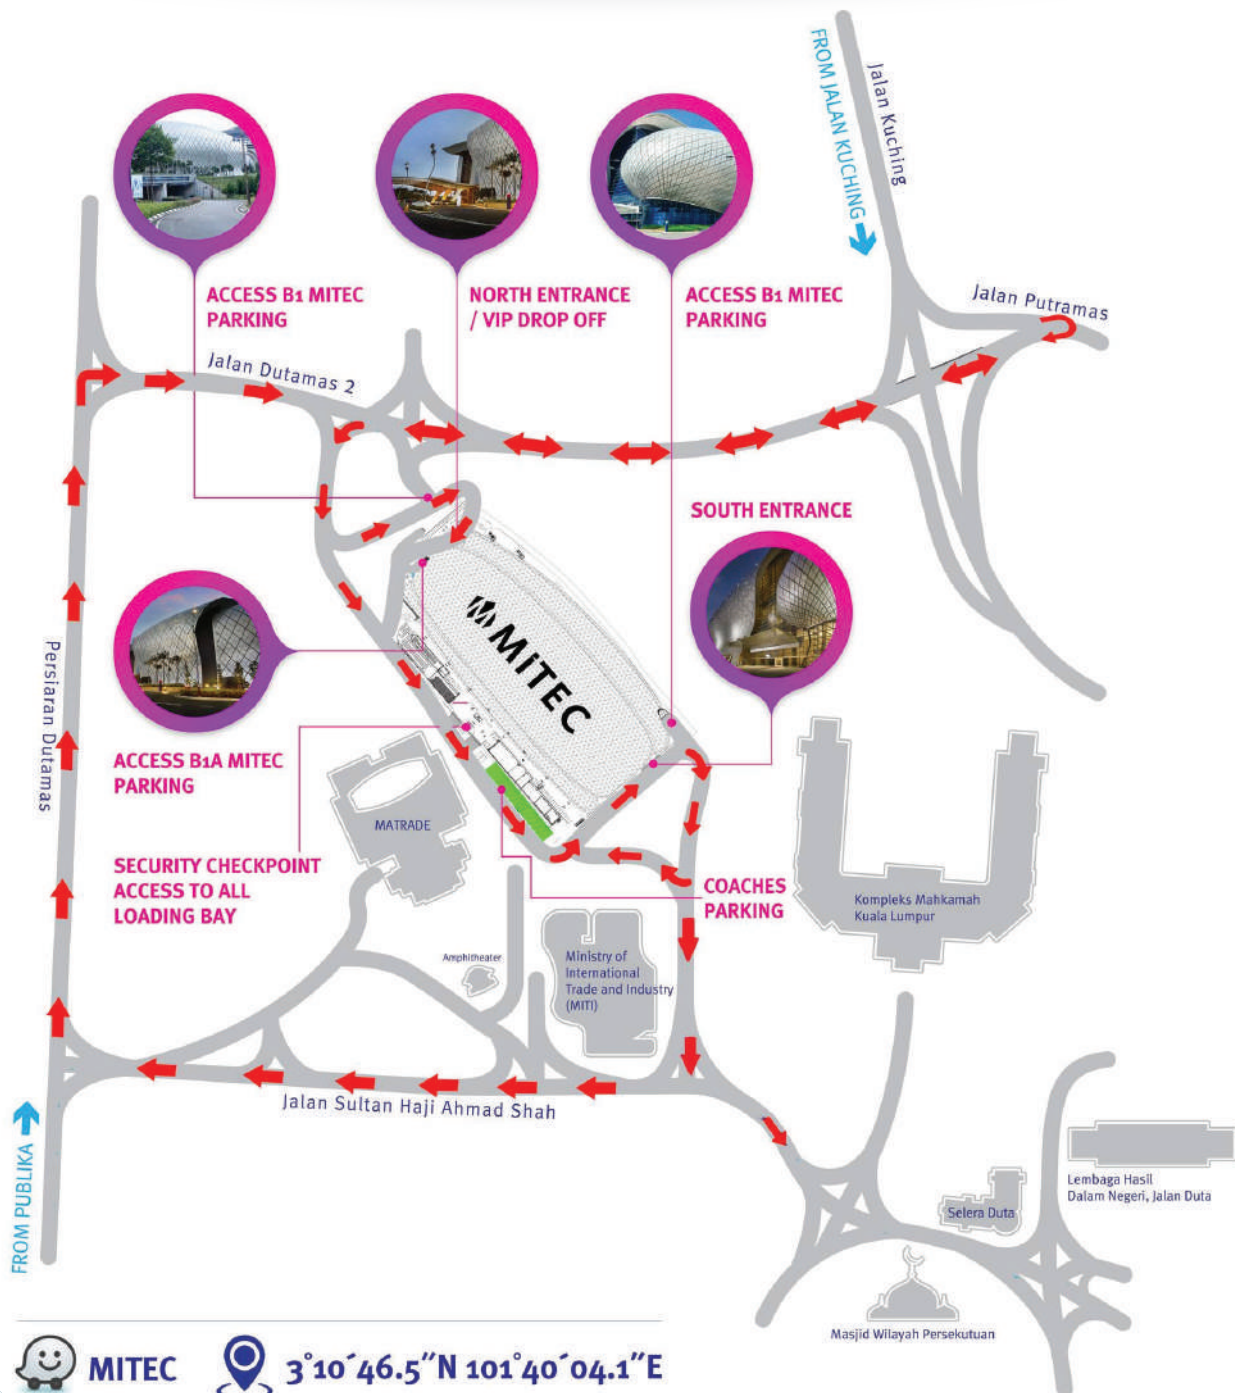 FROM JALAN KUCHING
Jalan Kuching
ACCESS B1 MITEC
PARKING
NORTH ENTRANCE
/ VIP DROP OFF
ACCESS B1 MITEC
PARKING
Jalan Putramas
Jalan Dutamas 2
SOUTH ENTRANCE
MiTEC
Persiaran Dutamas
ACCESS B1A MITEC
PARKING
MATRADE
SECURITY CHECKPOINT
ACCESS TO ALL
LOADING BAY
COACHES
PARKING
Kompleks Mahkamah
Kuala Lumpur
Amphitheater
Ministry of
International
Trade and Industry
(MITI)
Jalan Sultan Haji Ahmad Shah
FROM PUBLIKA
Lembaga Hasil
Dalam Negeri, Jalan Duta
Selera Duta
Masjid Wilayah Persekutuan
MITEC
3°10´46.5”N 101°40´04.1”E